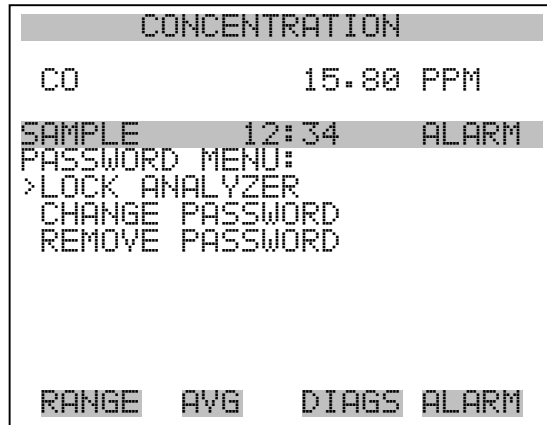 CONCENTRATION
CO 15.80 PPM
SAMPLE 12:34 ALARM
PASSWORD MENU:
>LOCK ANALYZER
CHANGE PASSWORD
REMOVE PASSWORD
RANGE AVG DIAGS ALARM